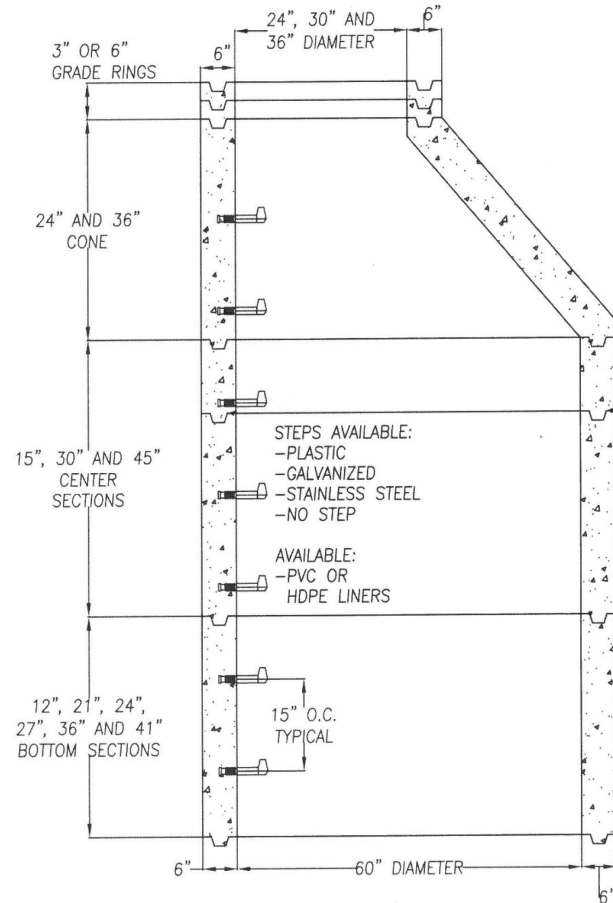 24”, 30” AND
36” DIAMETER
6”
3” OR 6”
GRADE RINGS
6”
24” AND 36”
CONE
15”, 30” AND 45”
CENTER
SECTIONS
STEPS AVAILABLE:
-PLASTIC
-GALVANIZED
-STAINLESS STEEL
-NO STEP
AVAILABLE:
-PVC OR
HDPE LINERS
12”, 21”, 24”,
27”, 36” AND 41”
BOTTOM SECTIONS
15” O.C.
TYPICAL
6”
60” DIAMETER
6”